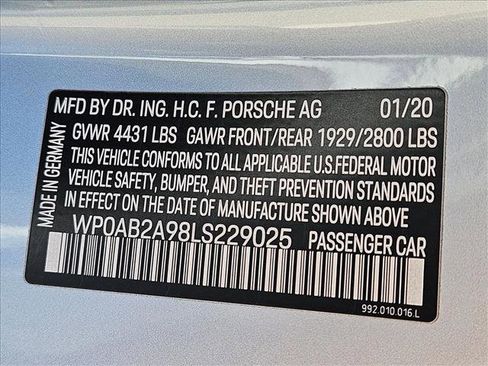 MFD BY DR. ING. H.C. F. PORSCHE AG 01/20
GVWR 4431 LBS GAWR FRONT/REAR 1929/2800 LBS
THIS VEHICLE CONFORMS TO ALL APPLICABLE U.S.FEDERAL MOTOR
VEHICLE SAFETY, BUMPER, AND THEFT PREVENTION STANDARDS
IN EFFECT ON THE DATE OF MANUFACTURE SHOWN ABOVE.
WP0AB2A98LS229025 PASSENGER CAR
992.010.016.L
MADE IN GERMANY